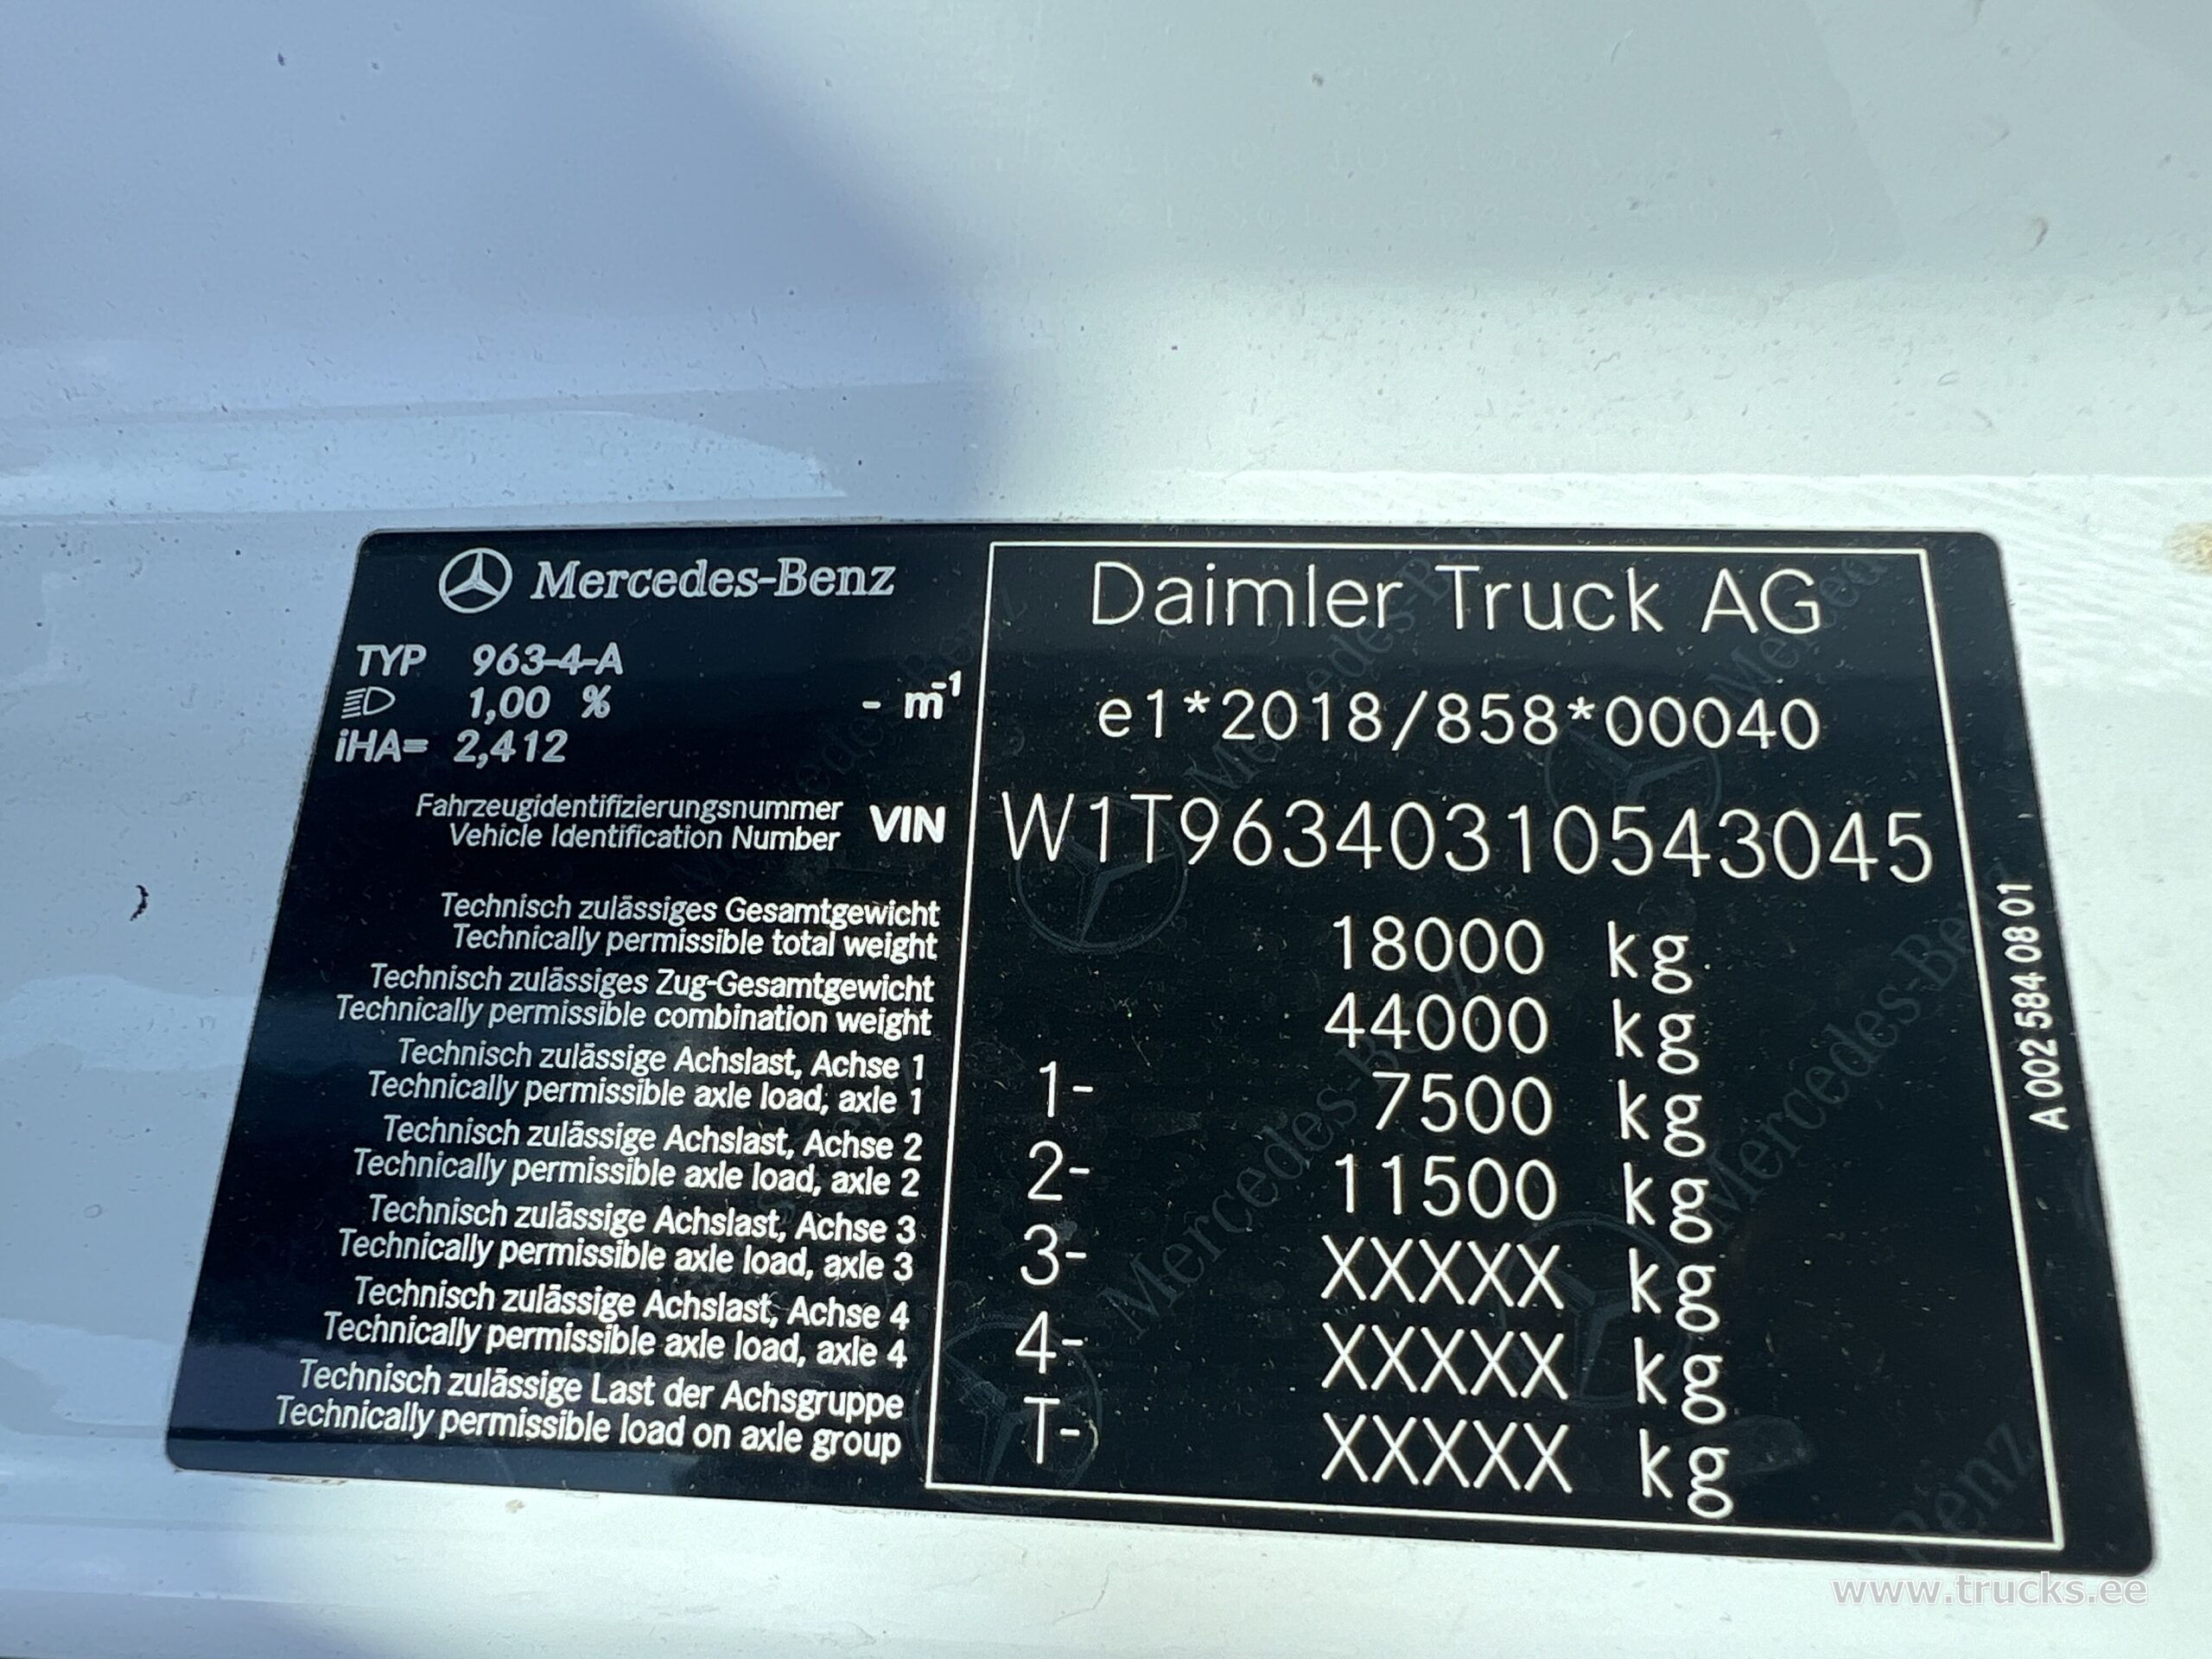 Mercedes-Benz
TYP 963-4-A
1,00 % - m-1
iHA= 2,412
Daimler Truck AG
e1*2018/858*00040
Fahrzeugidentifizierungsnummer
Vehicle Identification Number
VIN W1T96340310543045
Technisch zulässiges Gesamtgewicht
Technically permissible total weight
18000 kg
Technisch zulässiges Zug-Gesamtgewicht
Technically permissible combination weight
44000 kg
Technisch zulässige Achslast, Achse 1
Technically permissible axle load, axle 1
1- 7500 kg
Technisch zulässige Achslast, Achse 2
Technically permissible axle load, axle 2
2- 11500 kg
Technisch zulässige Achslast, Achse 3
Technically permissible axle load, axle 3
3- XXXXX kg
Technisch zulässige Achslast, Achse 4
Technically permissible axle load, axle 4
4- XXXXX kg
Technisch zulässige Last der Achsgruppe
Technically permissible load on axle group
T- XXXXX kg
A 002 584 08 01
www.trucks.ee